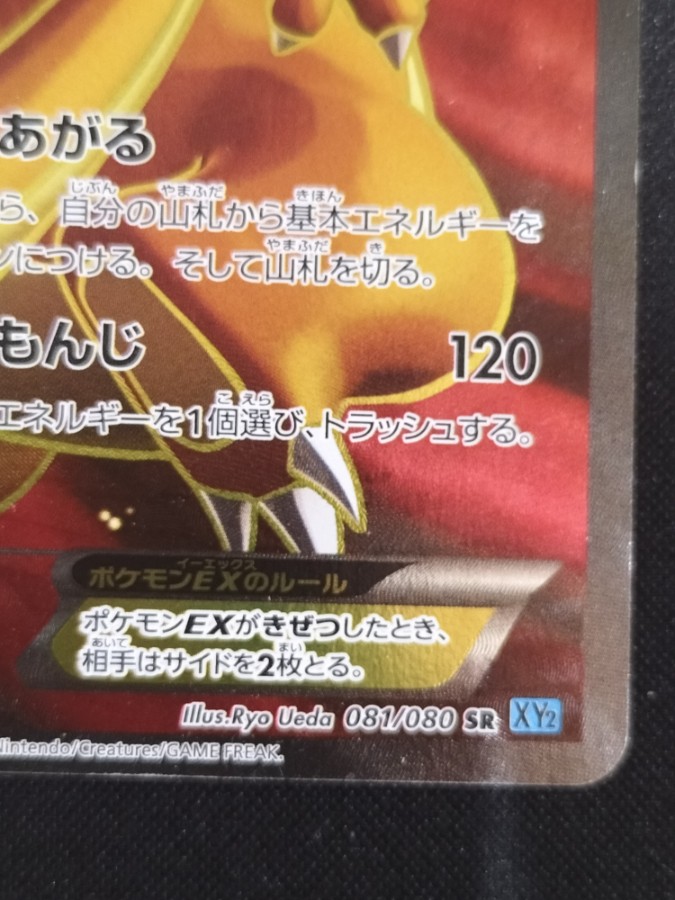 あがる
ら、自分の山札から基本エネルギーを
ンにつける。そして山札を切る。
もんじ 120
エネルギーを1個選び、トラッシュする。
ポケモンEXのルール
ポケモンEXがきぜつしたとき、
相手はサイドを2枚とる。
Illus.Ryo Ueda 081/080 SR XY2
Nintendo/Creatures/GAME FREAK.